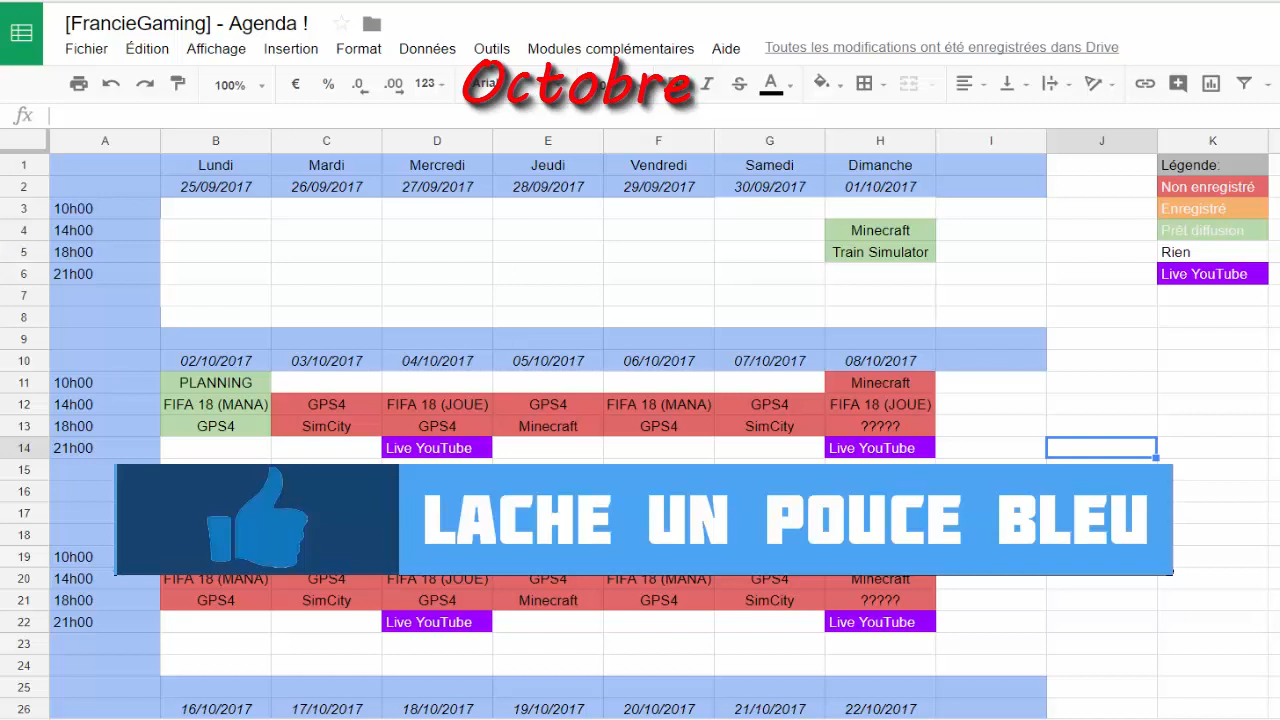 [FrancieGaming] - Agenda !
Fichier Édition Affichage Insertion Format Données Outils Modules complémentaires Aide Toutes les modifications ont été enregistrées dans Drive
100% € % .0 .00 123
Octobre
fx
A B C D E F G H I J K
1 Lundi Mardi Mercredi Jeudi Vendredi Samedi Dimanche Légende:
2 25/09/2017 26/09/2017 27/09/2017 28/09/2017 29/09/2017 30/09/2017 01/10/2017 Non enregistré
3 10h00 Enregistré
4 14h00 Minecraft Prêt diffusion
5 18h00 Train Simulator Rien
6 21h00 Live YouTube
7
8
9
10 02/10/2017 03/10/2017 04/10/2017 05/10/2017 06/10/2017 07/10/2017 08/10/2017
11 10h00 PLANNING Minecraft
12 14h00 FIFA 18 (MANA) GPS4 FIFA 18 (JOUE) GPS4 FIFA 18 (MANA) GPS4 FIFA 18 (JOUE)
13 18h00 GPS4 SimCity GPS4 Minecraft GPS4 SimCity ?????
14 21h00 Live YouTube Live YouTube
15
16
17
18
LACHE UN POUCE BLEU
19 10h00
20 14h00 FIFA 18 (MANA) GPS4 FIFA 18 (JOUE) GPS4 FIFA 18 (MANA) GPS4 Minecraft
21 18h00 GPS4 SimCity GPS4 Minecraft GPS4 SimCity ?????
22 21h00 Live YouTube Live YouTube
23
24
25
26 16/10/2017 17/10/2017 18/10/2017 19/10/2017 20/10/2017 21/10/2017 22/10/2017